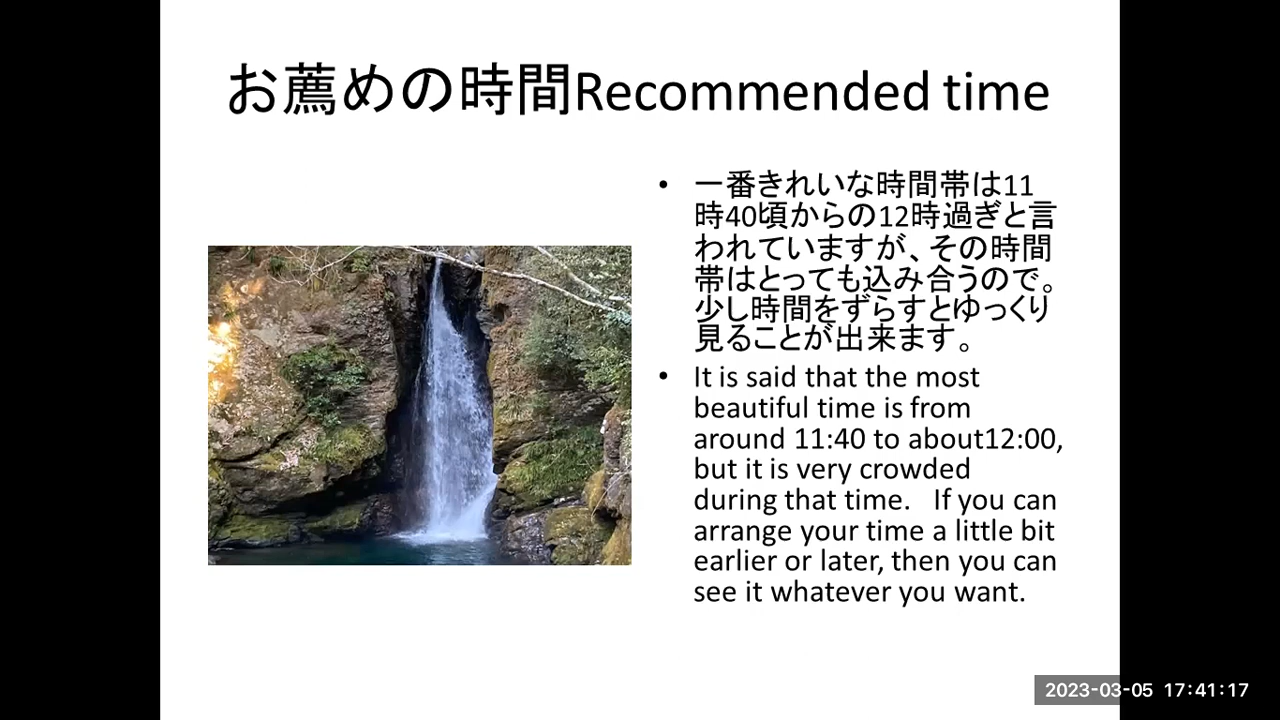 お薦めの時間Recommended time
• 一番きれいな時間帯は11
時40頃からの12時過ぎと言
われていますが、その時間
帯はとっても込み合うので。
少し時間をずらすとゆっくり
見ることが出来ます。
• It is said that the most
beautiful time is from
around 11:40 to about12:00,
but it is very crowded
during that time.   If you can
arrange your time a little bit
earlier or later, then you can
see it whatever you want.
2023-03-05 17:41:17